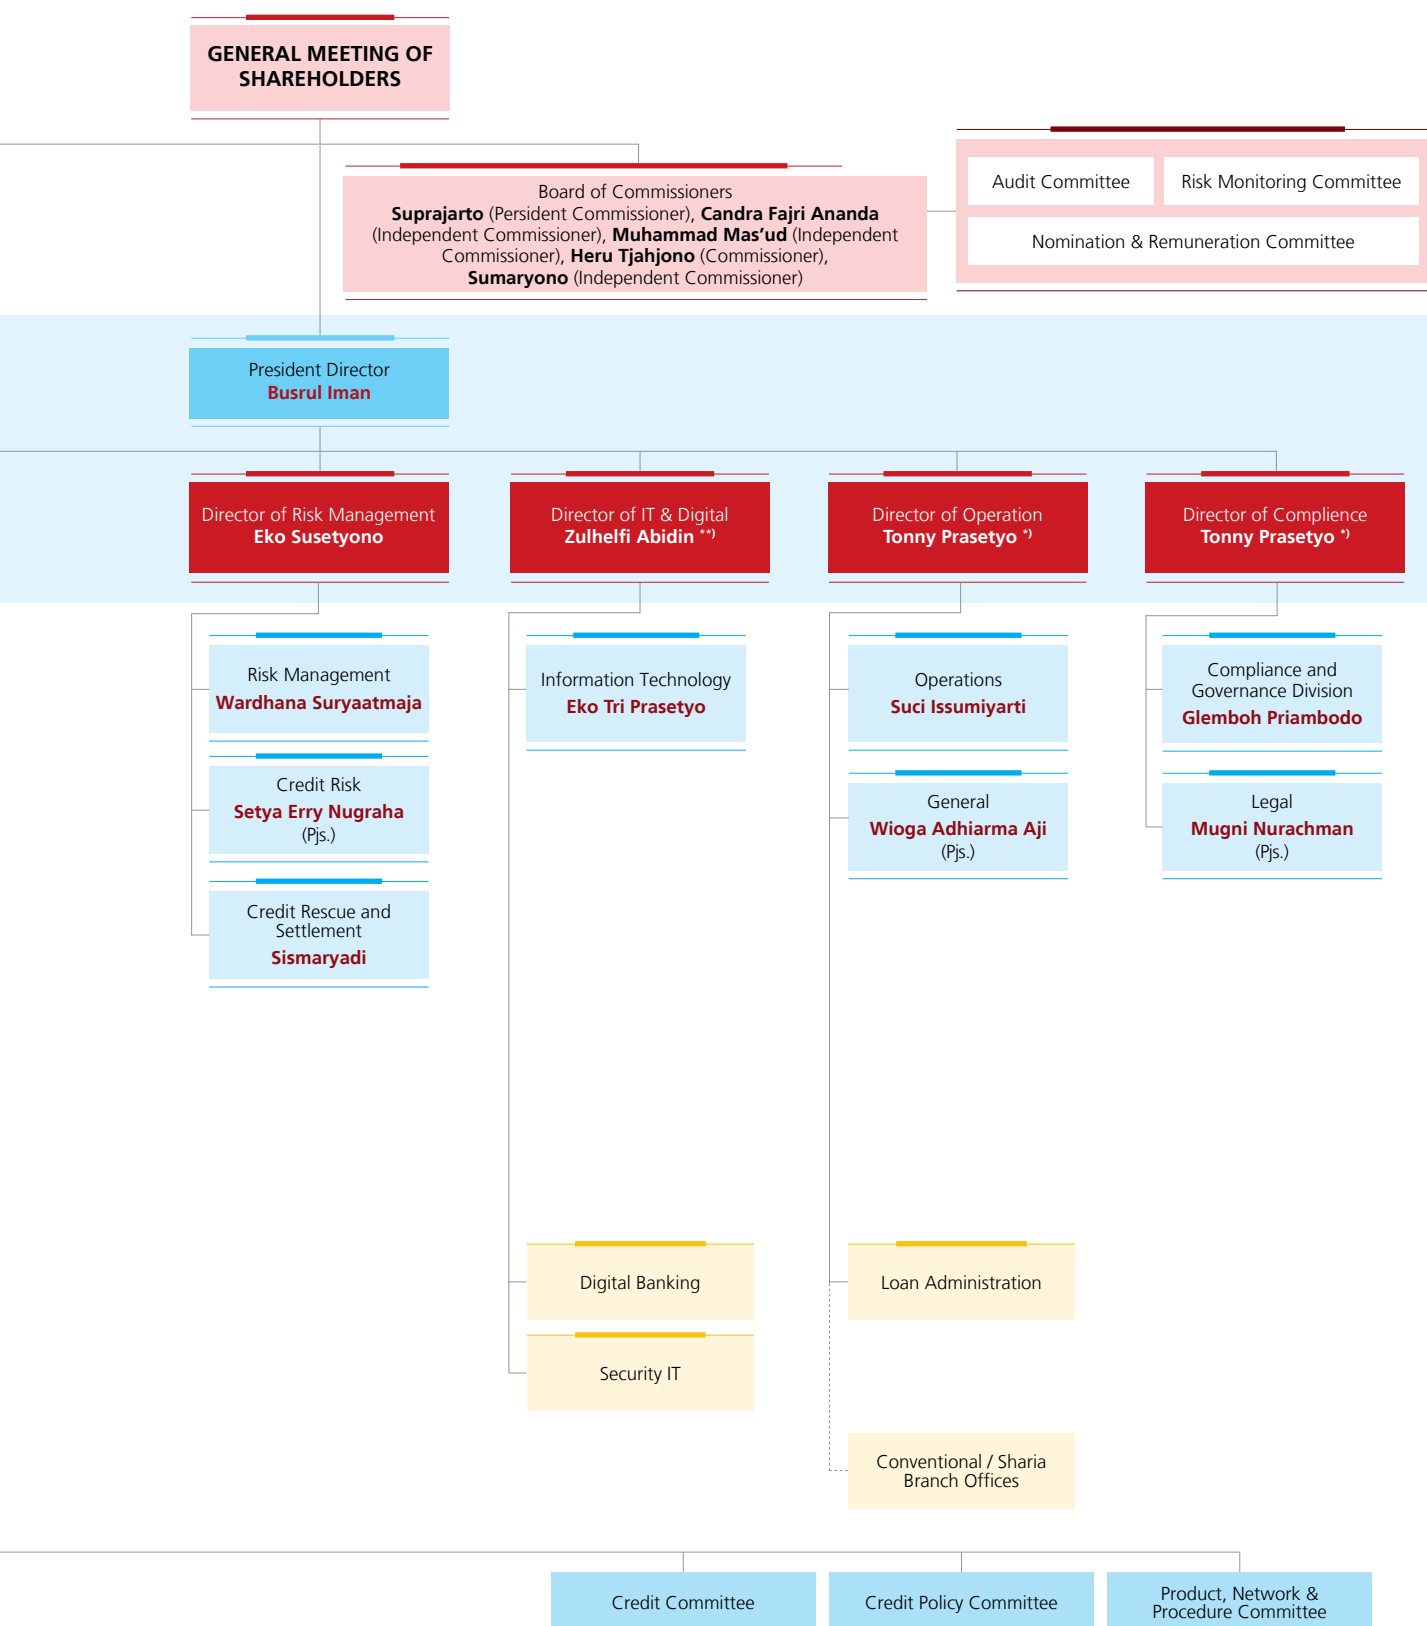 GENERAL MEETING OF
SHAREHOLDERS
Board of Commissioners
Suprajarto (Persident Commissioner), Candra Fajri Ananda
(Independent Commissioner), Muhammad Mas'ud (Independent
Commissioner), Heru Tjahjono (Commissioner),
Sumaryono (Independent Commissioner)
Audit Committee
Risk Monitoring Committee
Nomination & Remuneration Committee
President Director
Busrul Iman
Director of Risk Management
Eko Susetyono
Director of IT & Digital
Zulhelfi Abidin **)
Director of Operation
Tonny Prasetyo *)
Director of Complience
Tonny Prasetyo *)
Risk Management
Wardhana Suryaatmaja
Credit Risk
Setya Erry Nugraha
(Pjs.)
Credit Rescue and
Settlement
Sismaryadi
Information Technology
Eko Tri Prasetyo
Operations
Suci Issumiyarti
General
Wioga Adhiarma Aji
(Pjs.)
Compliance and
Governance Division
Glemboh Priambodo
Legal
Mugni Nurachman
(Pjs.)
Digital Banking
Security IT
Loan Administration
Conventional / Sharia
Branch Offices
Credit Committee
Credit Policy Committee
Product, Network &
Procedure Committee